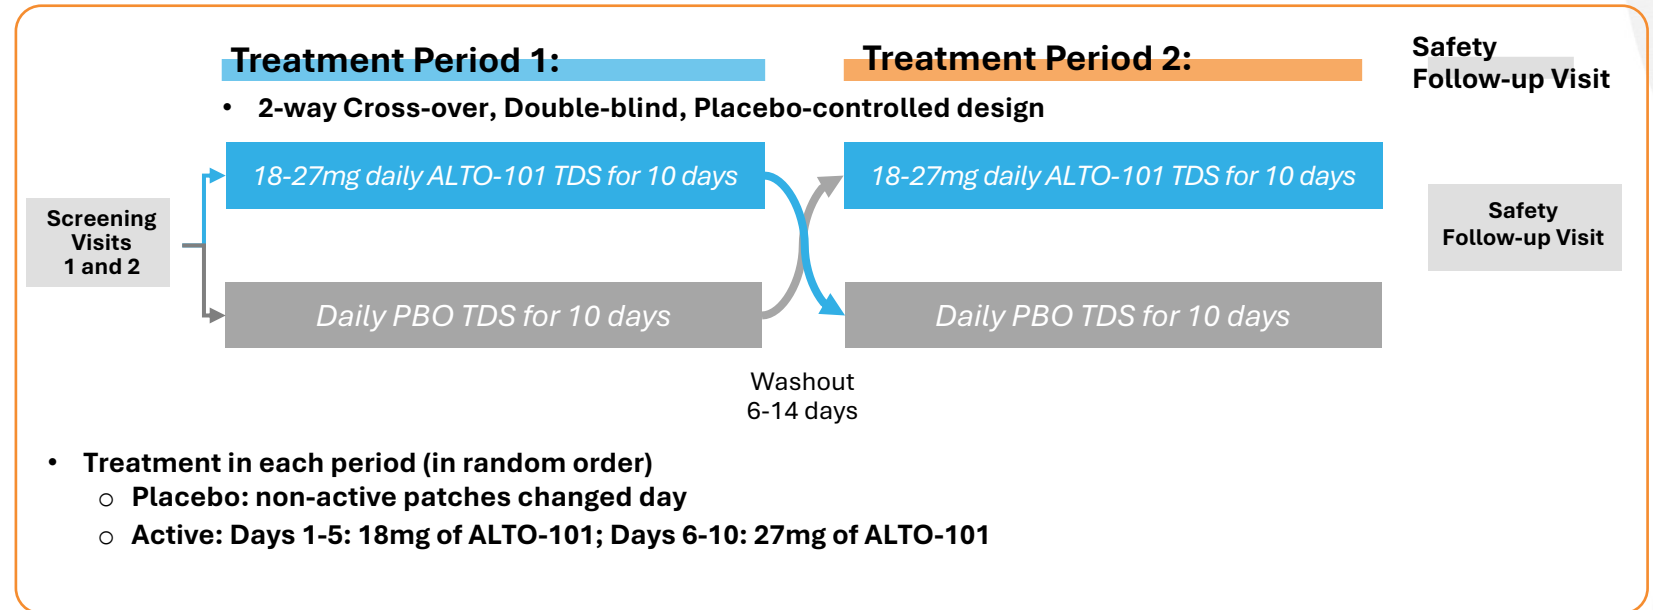 Treatment Period 1:
Treatment Period 2:
Safety
Follow-up Visit
• 2-way Cross-over, Double-blind, Placebo-controlled design
18-27mg daily ALTO-101 TDS for 10 days
18-27mg daily ALTO-101 TDS for 10 days
Screening
Visits
1 and 2
Safety
Follow-up Visit
Daily PBO TDS for 10 days
Daily PBO TDS for 10 days
Washout
6-14 days
• Treatment in each period (in random order)
o Placebo: non-active patches changed day
o Active: Days 1-5: 18mg of ALTO-101; Days 6-10: 27mg of ALTO-101